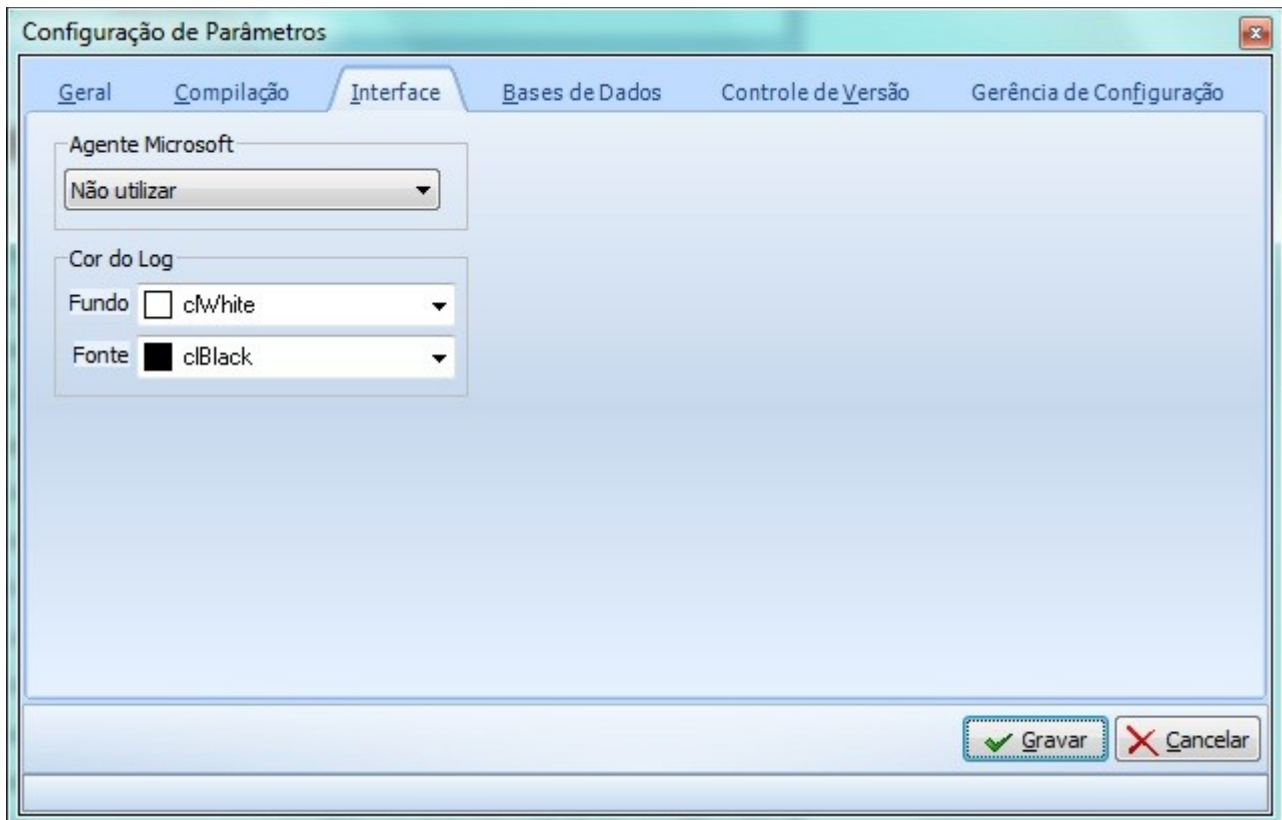 Configuração de Parâmetros
Geral Compilação Interface Bases de Dados Controle de Versão Gerência de Configuração
Agente Microsoft
Não utilizar
Cor do Log
Fundo clWhite
Fonte clBlack
Gravar Cancelar